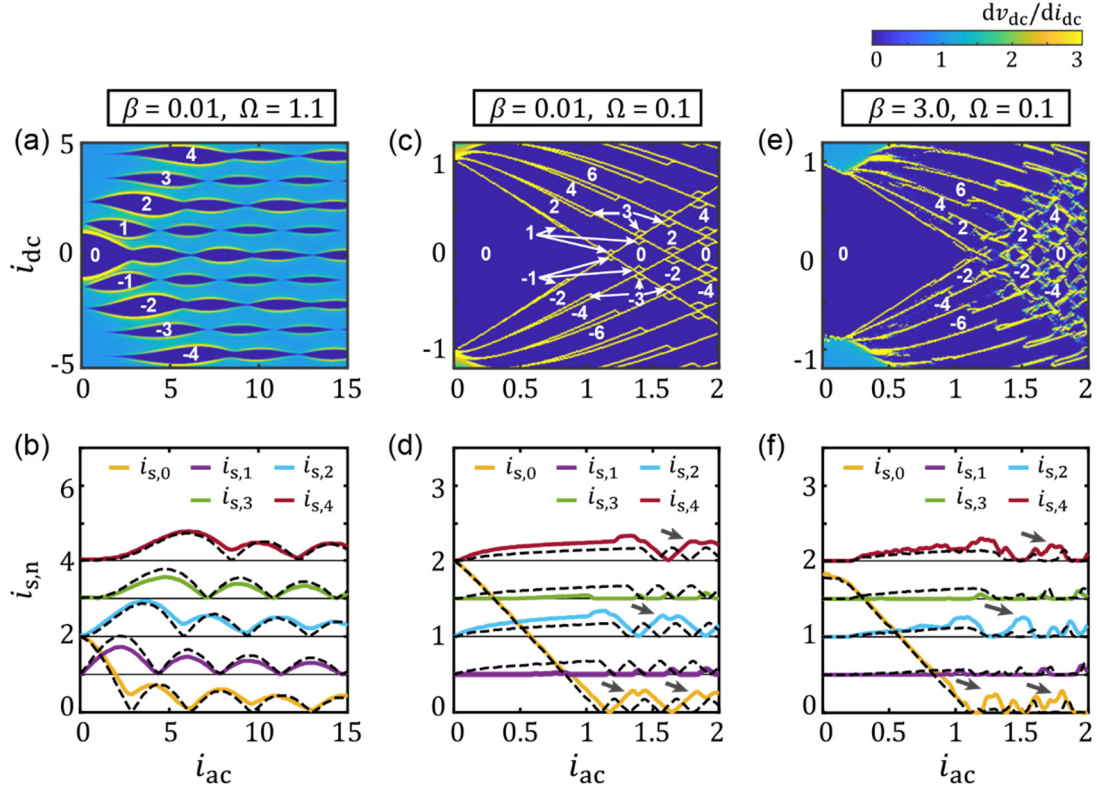 dv_dc/di_dc
0 1 2 3
β = 0.01, Ω = 1.1
β = 0.01, Ω = 0.1
β = 3.0, Ω = 0.1
(a)
i_dc
5
0
-5
4
3
2
1
0
-1
-2
-3
-4
0 5 10 15
(c)
1
0
-1
6
4
2
3
4
1
2
0
0
0
-1
-2
-2
-4
-3
-4
-6
0 0.5 1 1.5 2
(e)
1
0
-1
6
4
2
4
2
0
0
-2
-2
-4
-4
-6
0 0.5 1 1.5 2
(b)
i_s,n
6
4
2
0
i_s,0 i_s,1 i_s,2
i_s,3 i_s,4
0 5 10 15
i_ac
(d)
3
2
1
0
i_s,0 i_s,1 i_s,2
i_s,3 i_s,4
0 0.5 1 1.5 2
i_ac
(f)
3
2
1
0
i_s,0 i_s,1 i_s,2
i_s,3 i_s,4
0 0.5 1 1.5 2
i_ac